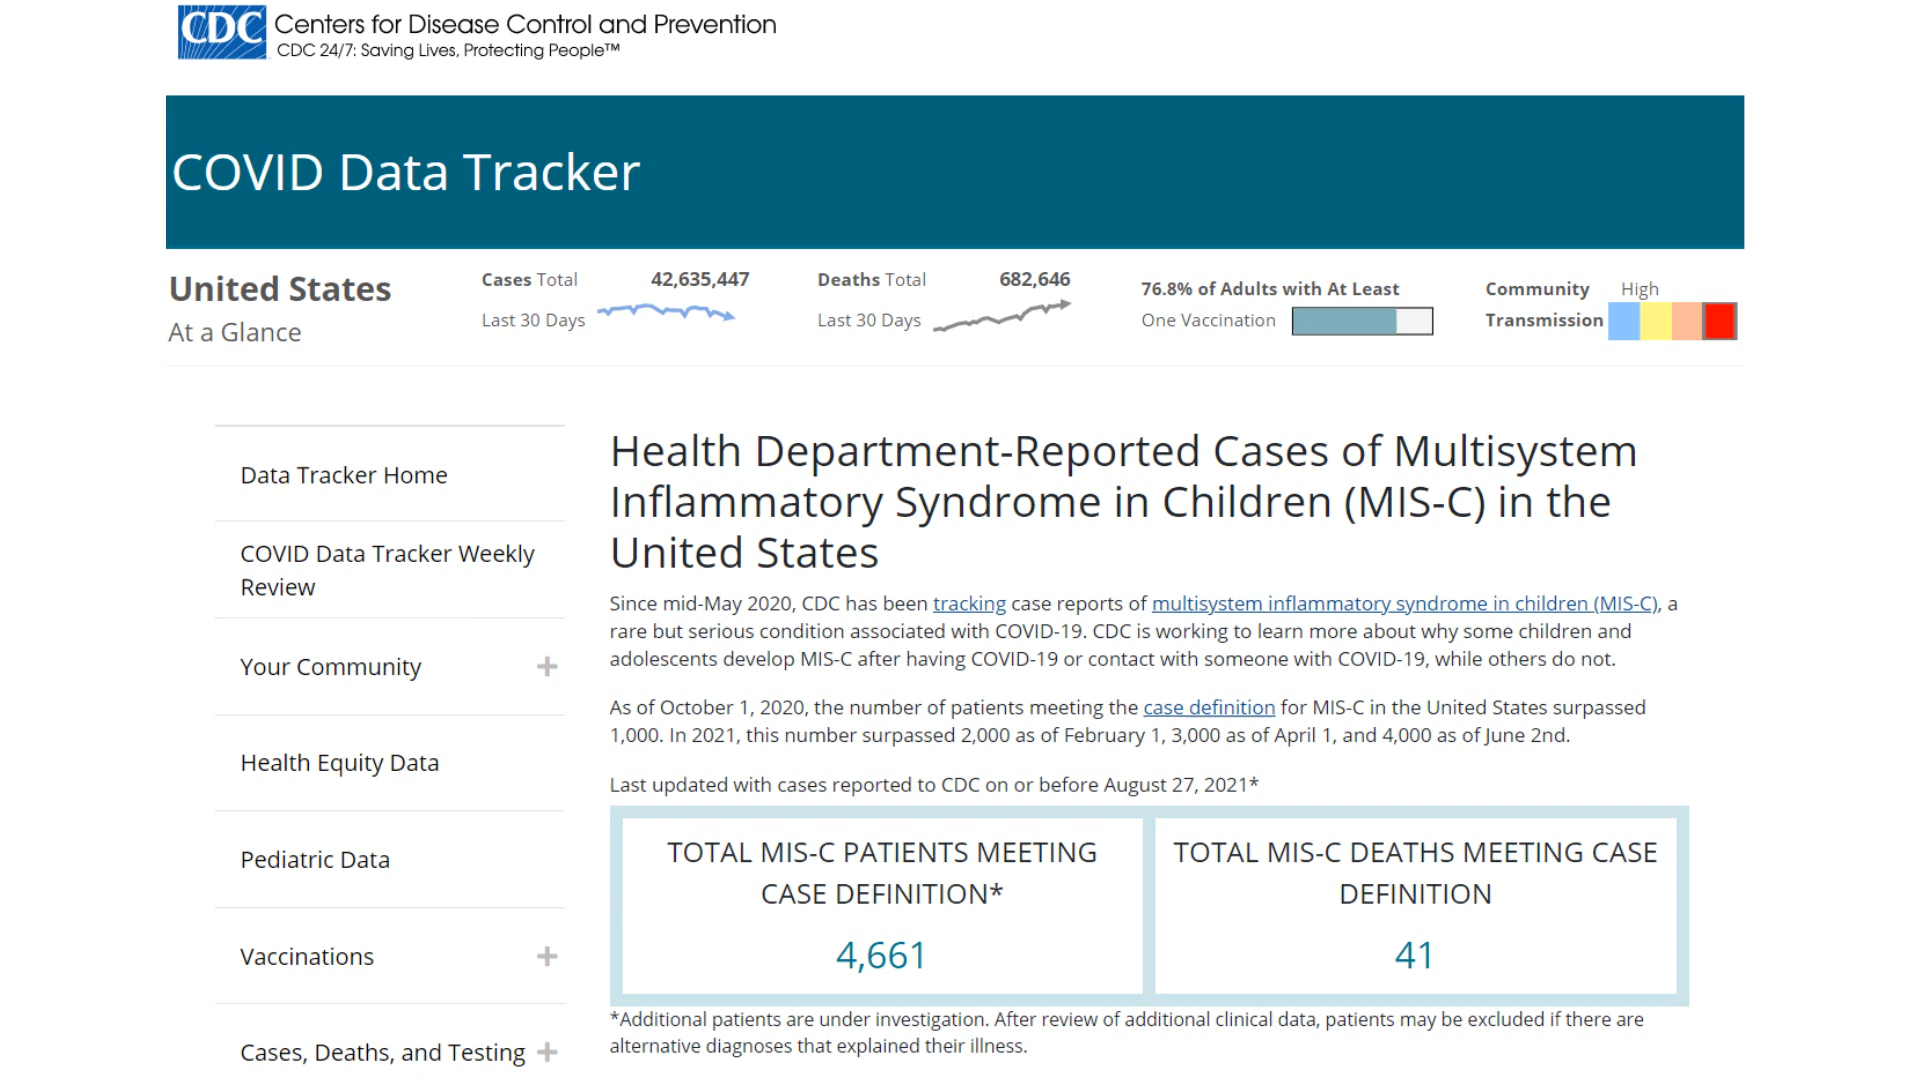 CDC Centers for Disease Control and Prevention
CDC 24/7: Saving Lives, Protecting People™
COVID Data Tracker
United States
At a Glance
Cases Total 42,635,447
Last 30 Days
Deaths Total 682,646
Last 30 Days
76.8% of Adults with At Least
One Vaccination
Community High
Transmission
Data Tracker Home
COVID Data Tracker Weekly
Review
Your Community +
Health Equity Data
Pediatric Data
Vaccinations +
Cases, Deaths, and Testing +
Health Department-Reported Cases of Multisystem
Inflammatory Syndrome in Children (MIS-C) in the
United States
Since mid-May 2020, CDC has been tracking case reports of multisystem inflammatory syndrome in children (MIS-C), a
rare but serious condition associated with COVID-19. CDC is working to learn more about why some children and
adolescents develop MIS-C after having COVID-19 or contact with someone with COVID-19, while others do not.
As of October 1, 2020, the number of patients meeting the case definition for MIS-C in the United States surpassed
1,000. In 2021, this number surpassed 2,000 as of February 1, 3,000 as of April 1, and 4,000 as of June 2nd.
Last updated with cases reported to CDC on or before August 27, 2021*
TOTAL MIS-C PATIENTS MEETING
CASE DEFINITION*
4,661
TOTAL MIS-C DEATHS MEETING CASE
DEFINITION
41
*Additional patients are under investigation. After review of additional clinical data, patients may be excluded if there are
alternative diagnoses that explained their illness.